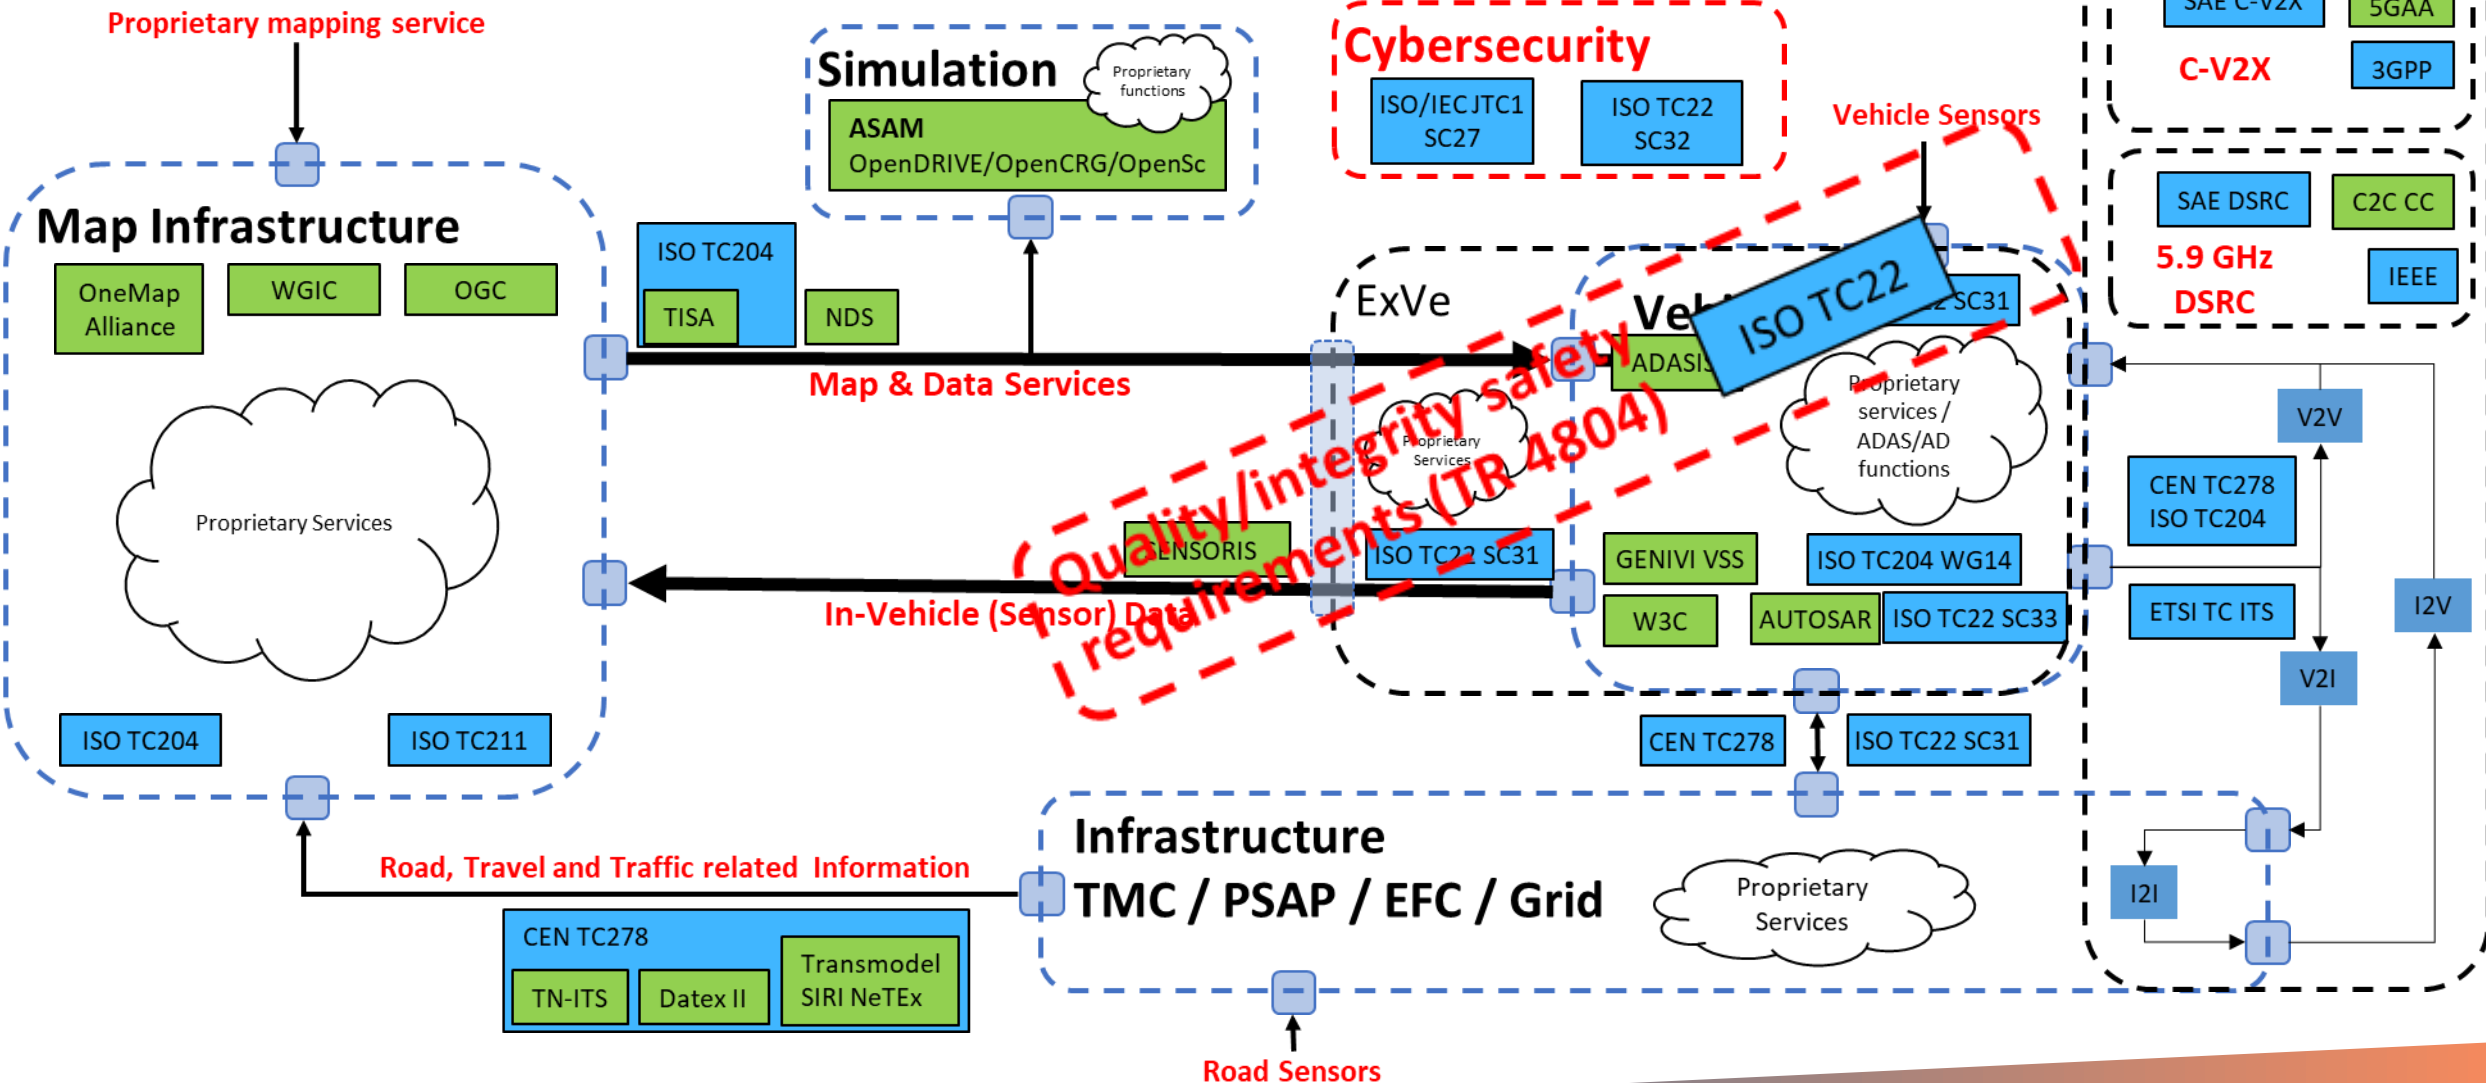 Proprietary mapping service
Map Infrastructure
OneMap
Alliance
WGIC
OGC
Proprietary Services
ISO TC204
ISO TC211
Simulation
Proprietary
functions
ASAM
OpenDRIVE/OpenCRG/OpenSc
ISO TC204
TISA
NDS
Map & Data Services
Cybersecurity
ISO/IEC JTC1
SC27
ISO TC22
SC32
Vehicle Sensors
ExVe
ISO TC22
SC31
ADASIS
Proprietary
Services
Proprietary
services /
ADAS/AD
functions
Quality/integrity safety
requirements (TR 4804)
SENSORIS
ISO TC22 SC31
In-Vehicle (Sensor) Data
GENIVI VSS
ISO TC204 WG14
W3C
AUTOSAR
ISO TC22 SC33
CEN TC278
ISO TC22 SC31
Infrastructure
TMC / PSAP / EFC / Grid
Proprietary
Services
Road, Travel and Traffic related Information
CEN TC278
TN-ITS
Datex II
Transmodel
SIRI NeTEx
Road Sensors
SAE C-V2X
5GAA
C-V2X
3GPP
SAE DSRC
C2C CC
5.9 GHz
DSRC
IEEE
V2V
CEN TC278
ISO TC204
ETSI TC ITS
I2V
V2I
I2I